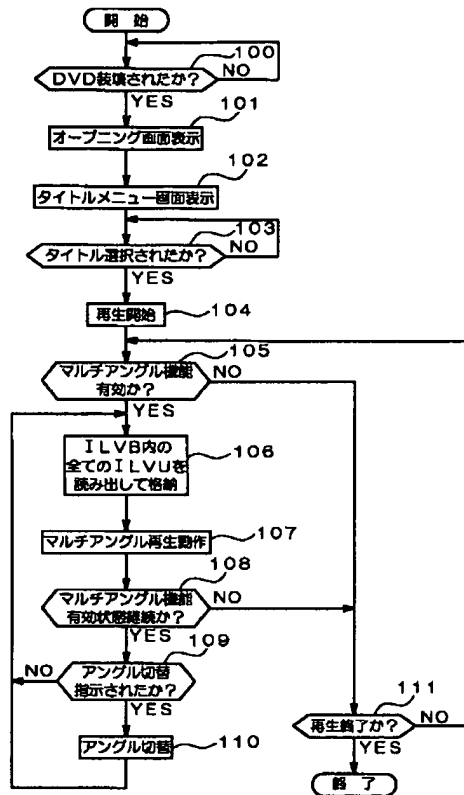 開 始
100
DVD装填されたか?
NO
YES
101
オープニング画面表示
102
タイトルメニュー画面表示
103
タイトル選択されたか?
NO
YES
再生開始
104
105
マルチアングル機能
有効か?
NO
YES
ILVB内の
全てのILVUを
読み出して格納
106
107
マルチアングル再生動作
108
マルチアングル機能
有効状態継続か?
NO
YES
109
NO
アングル切替
指示されたか?
YES
アングル切替
110
111
再生終了か?
NO
YES
終 了